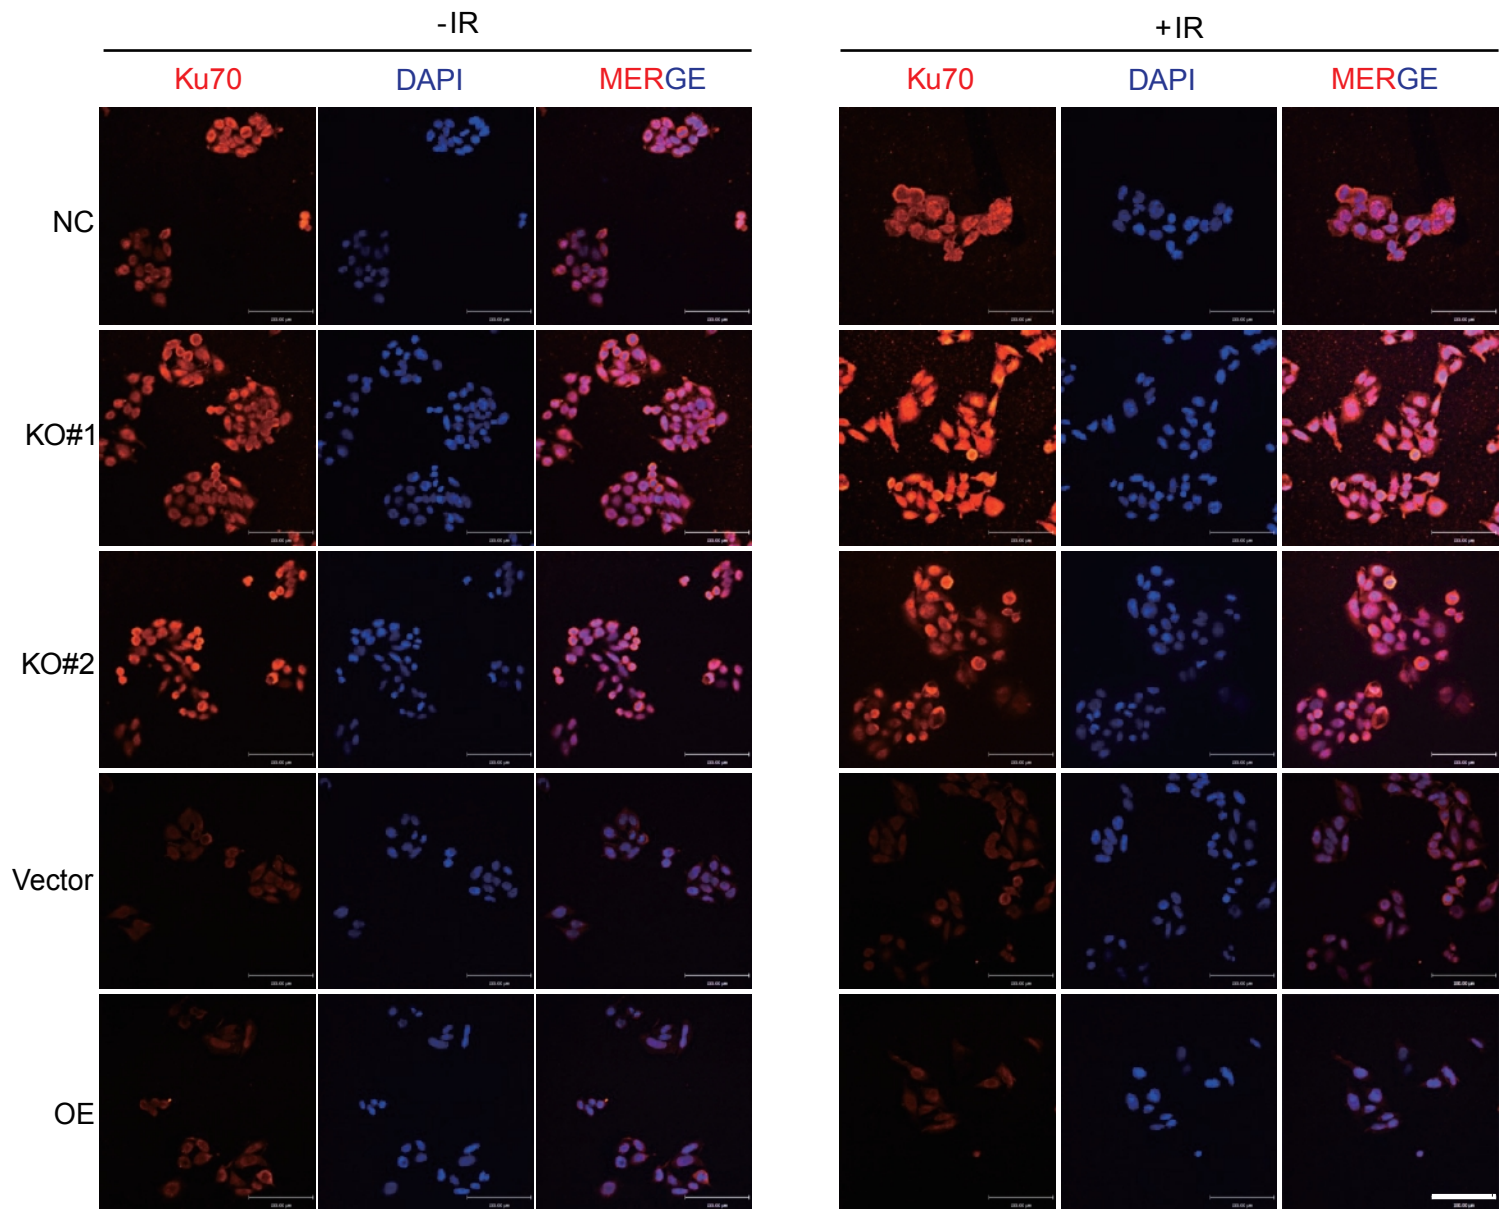 -IR
+IR
Ku70 DAPI MERGE Ku70 DAPI MERGE
NC
KO#1
KO#2
Vector
OE